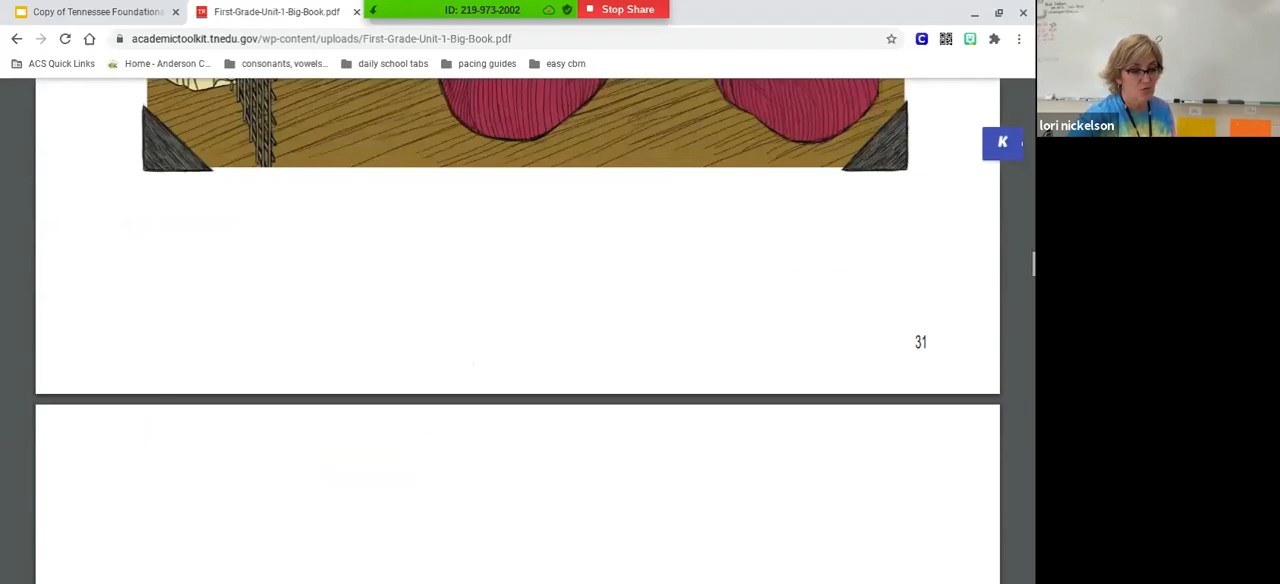 Copy of Tennessee Foundationa
First-Grade-Unit-1-Big-Book.pdf
ID: 219-973-2002
Stop Share
academictoolkit.tnedu.gov/wp-content/uploads/First-Grade-Unit-1-Big-Book.pdf
ACS Quick Links
Home - Anderson C...
consonants, vowels...
daily school tabs
pacing guides
easy cbm
lori nickelson
K
31